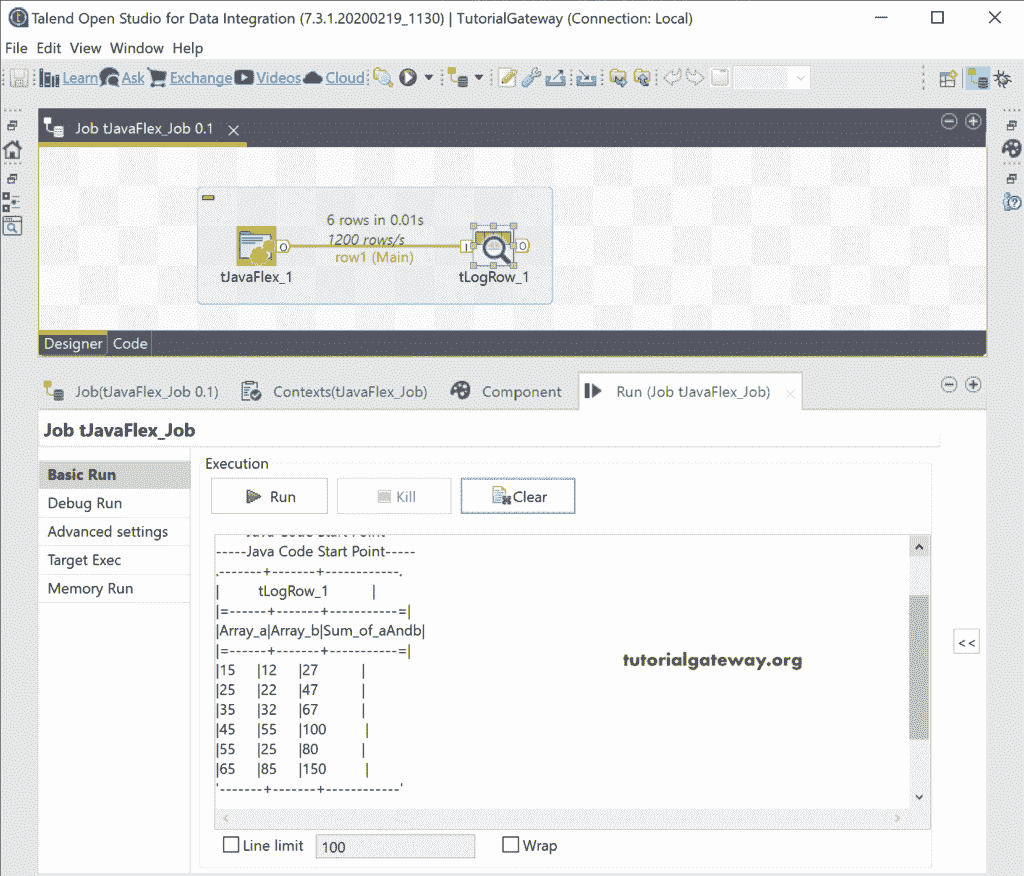 Talend Open Studio for Data Integration (7.3.1.20200219_1130) | TutorialGateway (Connection: Local)
File Edit View Window Help
Learn Ask Exchange Videos Cloud
Job tJavaFlex_Job 0.1
6 rows in 0.01s
1200 rows/s
row1 (Main)
O
I
O
tJavaFlex_1
tLogRow_1
Designer Code
Job(tJavaFlex_Job 0.1) Contexts(tJavaFlex_Job) Component Run (Job tJavaFlex_Job)
Job tJavaFlex_Job
Basic Run
Debug Run
Advanced settings
Target Exec
Memory Run
Execution
Run Kill Clear
-----Java Code Start Point-----
.-------+-------+------------.
| tLogRow_1 |
|=------+-------+-----------=|
|Array_a|Array_b|Sum_of_aAndb|
|=------+-------+-----------=|
|15 |12 |27 |
|25 |22 |47 |
|35 |32 |67 |
|45 |55 |100 |
|55 |25 |80 |
|65 |85 |150 |
'-------+-------+------------'
tutorialgateway.org
<<
Line limit 100 Wrap